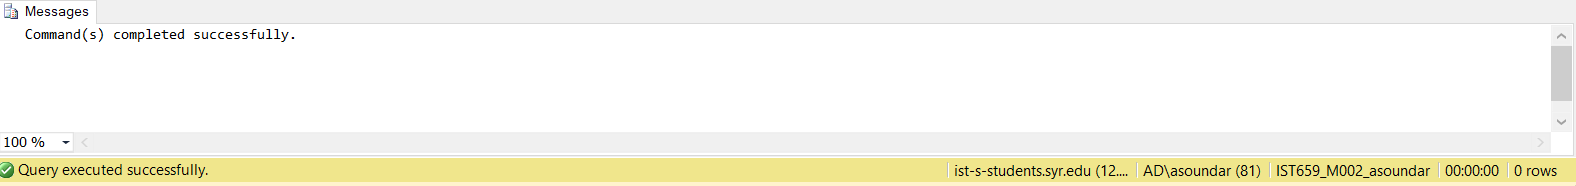 Messages
Command(s) completed successfully.
100 %
Query executed successfully. ist-s-students.syr.edu (12.... AD\asoundar (81) IST659_M002_asoundar 00:00:00 0 rows